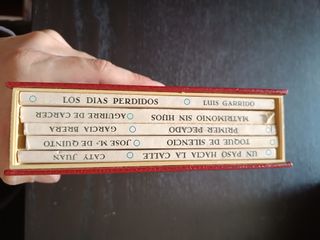 LOS DIAS PERDIDOS LUIS GARRIDO
MATRIMONIO SIN HIJOS AGUIRRE DE CARCER
PRIMER PECADO GARCIA BRERA
TOQUE DE SILENCIO JOSE-Mª DE QUINTO
UN PASO HACIA LA CALLE CATY JUAN